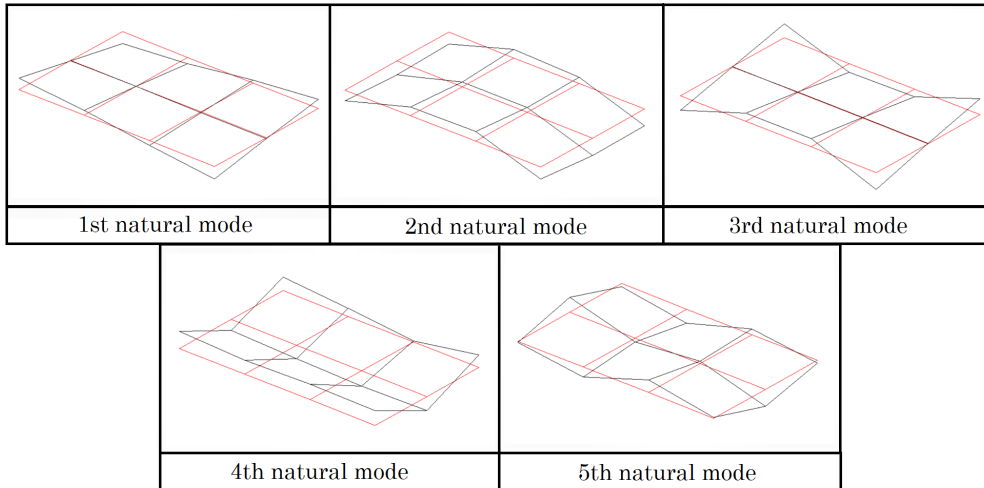 1st natural mode
2nd natural mode
3rd natural mode
4th natural mode
5th natural mode